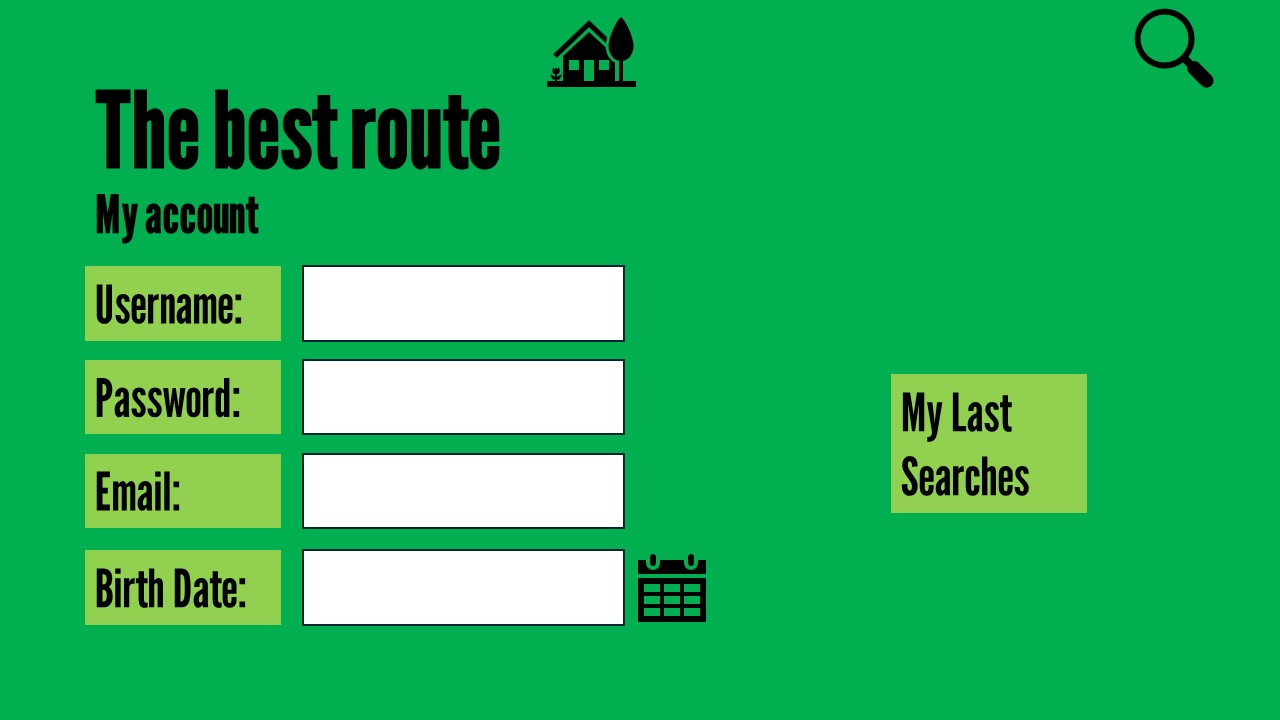 The best route
My account
Username:
Password:
Email:
Birth Date:
My Last
Searches